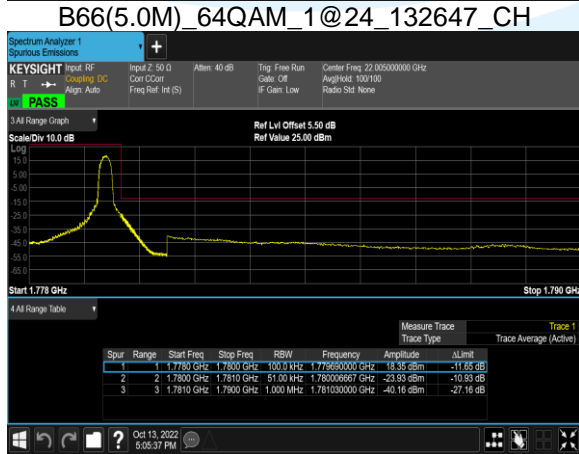 B66(5.0M)_64QAM_1@24_132647_CH
Spectrum Analyzer 1
Spurious Emissions
KEYSIGHT Input: RF Input Z: 50 Ω Atten: 40 dB Trig: Free Run Center Freq: 22.005000000 GHz
R T Coupling: DC Corr CCorr Gate: Off Avg|Hold: 100/100
Align: Auto Freq Ref: Int (S) IF Gain: Low Radio Std: None
LV PASS
3 All Range Graph
Ref Lvl Offset 5.50 dB
Scale/Div 10.0 dB Ref Value 25.00 dBm
Log
15.0
5.00
-5.00
-15.0
-25.0
-35.0
-45.0
-55.0
-65.0
Start 1.778 GHz Stop 1.790 GHz
4 All Range Table
Measure Trace Trace 1
Trace Type Trace Average (Active)
Spur Range Start Freq Stop Freq RBW Frequency Amplitude ΔLimit
1 1 1.7780 GHz 1.7800 GHz 100.0 kHz 1.779690000 GHz 18.35 dBm -11.65 dB
2 2 1.7800 GHz 1.7810 GHz 51.00 kHz 1.780006667 GHz -23.93 dBm -10.93 dB
3 3 1.7810 GHz 1.7900 GHz 1.000 MHz 1.781030000 GHz -40.16 dBm -27.16 dB
? Oct 13, 2022
5:05:37 PM